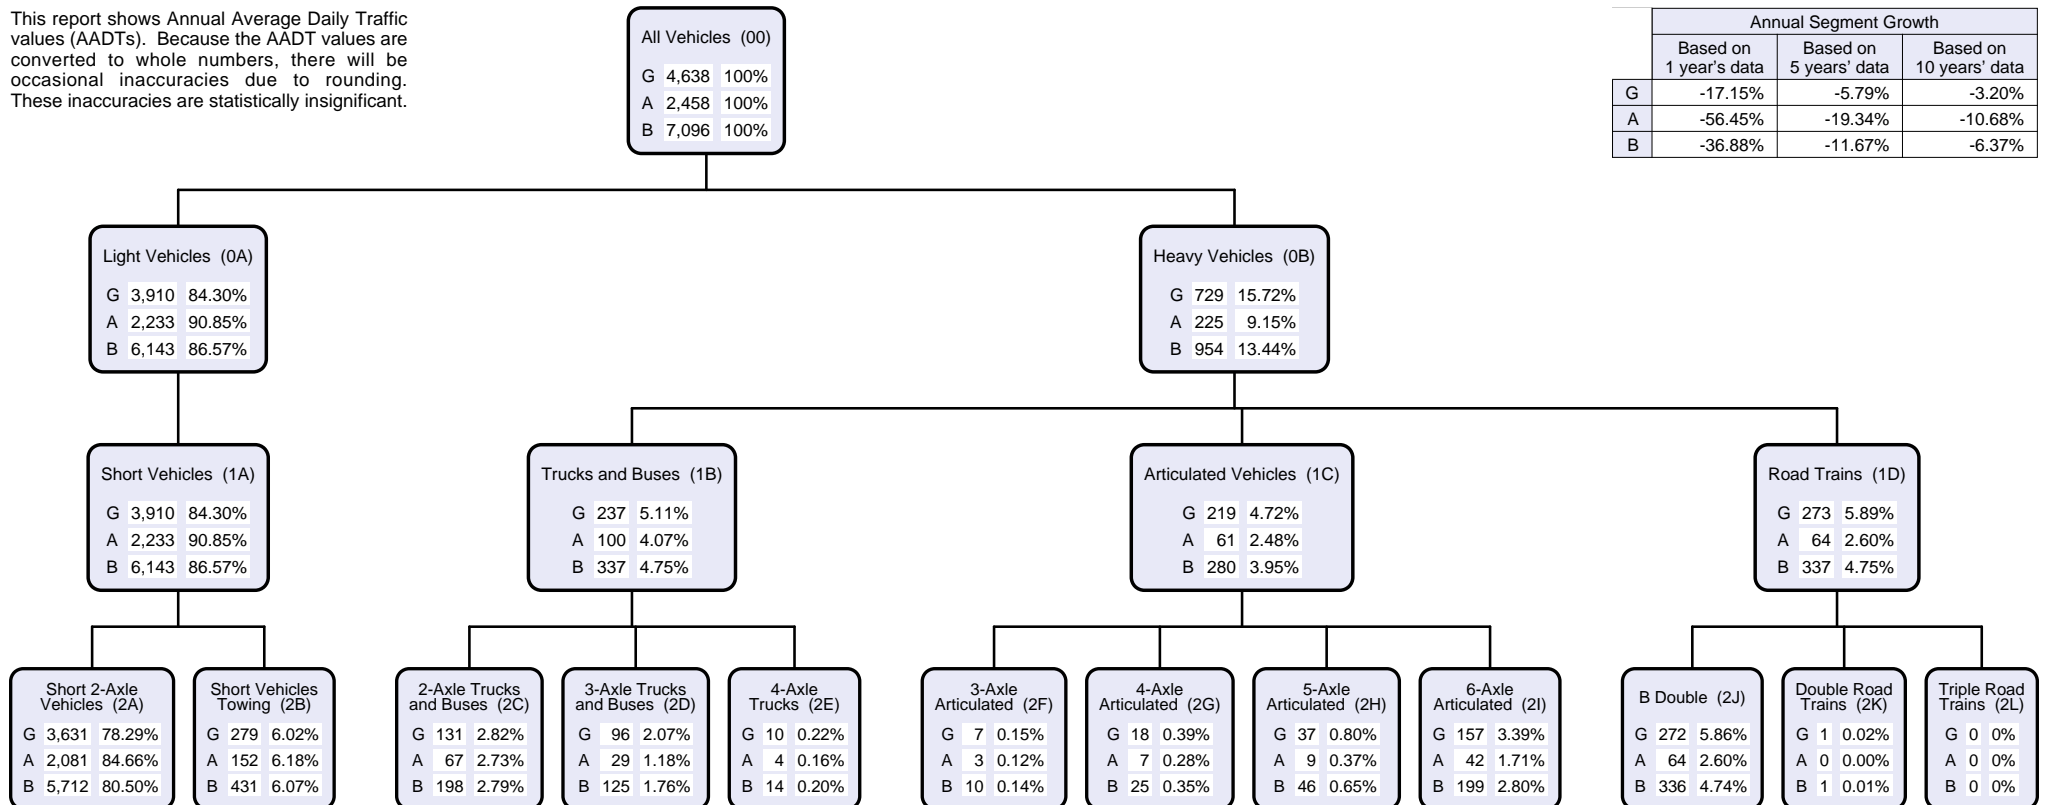 This report shows Annual Average Daily Traffic
values (AADTs). Because the AADT values are
converted to whole numbers, there will be
occasional inaccuracies due to rounding.
These inaccuracies are statistically insignificant.
All Vehicles (00)
G 4,638 100%
A 2,458 100%
B 7,096 100%
Annual Segment Growth
Based on 1 year's data
Based on 5 years' data
Based on 10 years' data
G -17.15% -5.79% -3.20%
A -56.45% -19.34% -10.68%
B -36.88% -11.67% -6.37%
Light Vehicles (0A)
G 3,910 84.30%
A 2,233 90.85%
B 6,143 86.57%
Heavy Vehicles (0B)
G 729 15.72%
A 225 9.15%
B 954 13.44%
Short Vehicles (1A)
G 3,910 84.30%
A 2,233 90.85%
B 6,143 86.57%
Trucks and Buses (1B)
G 237 5.11%
A 100 4.07%
B 337 4.75%
Articulated Vehicles (1C)
G 219 4.72%
A 61 2.48%
B 280 3.95%
Road Trains (1D)
G 273 5.89%
A 64 2.60%
B 337 4.75%
Short 2-Axle
Vehicles (2A)
G 3,631 78.29%
A 2,081 84.66%
B 5,712 80.50%
Short Vehicles
Towing (2B)
G 279 6.02%
A 152 6.18%
B 431 6.07%
2-Axle Trucks
and Buses (2C)
G 131 2.82%
A 67 2.73%
B 198 2.79%
3-Axle Trucks
and Buses (2D)
G 96 2.07%
A 29 1.18%
B 125 1.76%
4-Axle
Trucks (2E)
G 10 0.22%
A 4 0.16%
B 14 0.20%
3-Axle
Articulated (2F)
G 7 0.15%
A 3 0.12%
B 10 0.14%
4-Axle
Articulated (2G)
G 18 0.39%
A 7 0.28%
B 25 0.35%
5-Axle
Articulated (2H)
G 37 0.80%
A 9 0.37%
B 46 0.65%
6-Axle
Articulated (2I)
G 157 3.39%
A 42 1.71%
B 199 2.80%
B Double (2J)
G 272 5.86%
A 64 2.60%
B 336 4.74%
Double Road
Trains (2K)
G 1 0.02%
A 0 0.00%
B 1 0.01%
Triple Road
Trains (2L)
G 0 0%
A 0 0%
B 0 0%